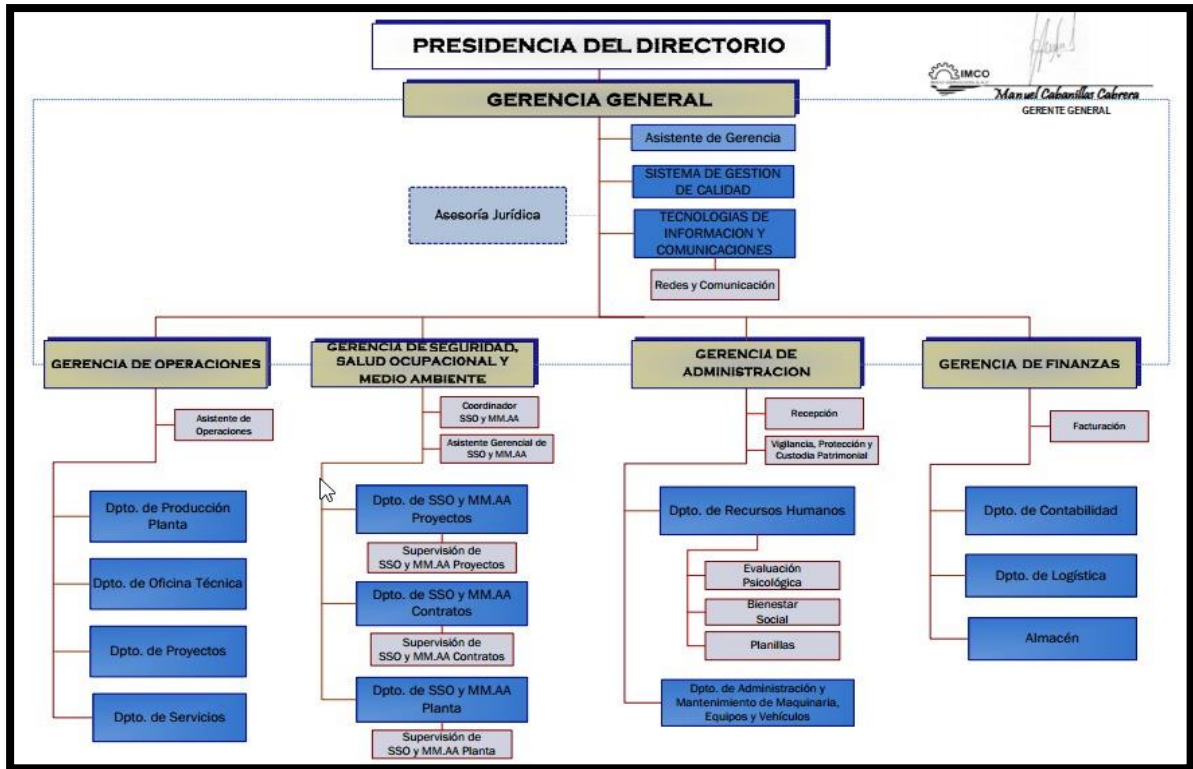 PRESIDENCIA DEL DIRECTORIO
IMCO
Manuel Cabanillas Cabrera
GERENTE GENERAL
GERENCIA GENERAL
Asistente de Gerencia
SISTEMA DE GESTION
DE CALIDAD
Asesoría Jurídica
TECNOLOGIAS DE
INFORMACION Y
COMUNICACIONES
Redes y Comunicación
GERENCIA DE OPERACIONES
Asistente de
Operaciones
Dpto. de Producción
Planta
Dpto. de Oficina Técnica
Dpto. de Proyectos
Dpto. de Servicios
GERENCIA DE SEGURIDAD,
SALUD OCUPACIONAL Y
MEDIO AMBIENTE
Coordinador
SSO y MM.AA
Asistente Gerencial de
SSO y MM.AA
Dpto. de SSO y MM.AA
Proyectos
Supervisión de
SSO y MM.AA Proyectos
Dpto. de SSO y MM.AA
Contratos
Supervisión de
SSO y MM.AA Contratos
Dpto. de SSO y MM.AA
Planta
Supervisión de
SSO y MM.AA Planta
GERENCIA DE
ADMINISTRACION
Recepción
Vigilancia, Protección y
Custodia Patrimonial
Dpto. de Recursos Humanos
Evaluación
Psicológica
Bienestar
Social
Planillas
Dpto. de Administración y
Mantenimiento de Maquinaria,
Equipos y Vehículos
GERENCIA DE FINANZAS
Facturación
Dpto. de Contabilidad
Dpto. de Logística
Almacén